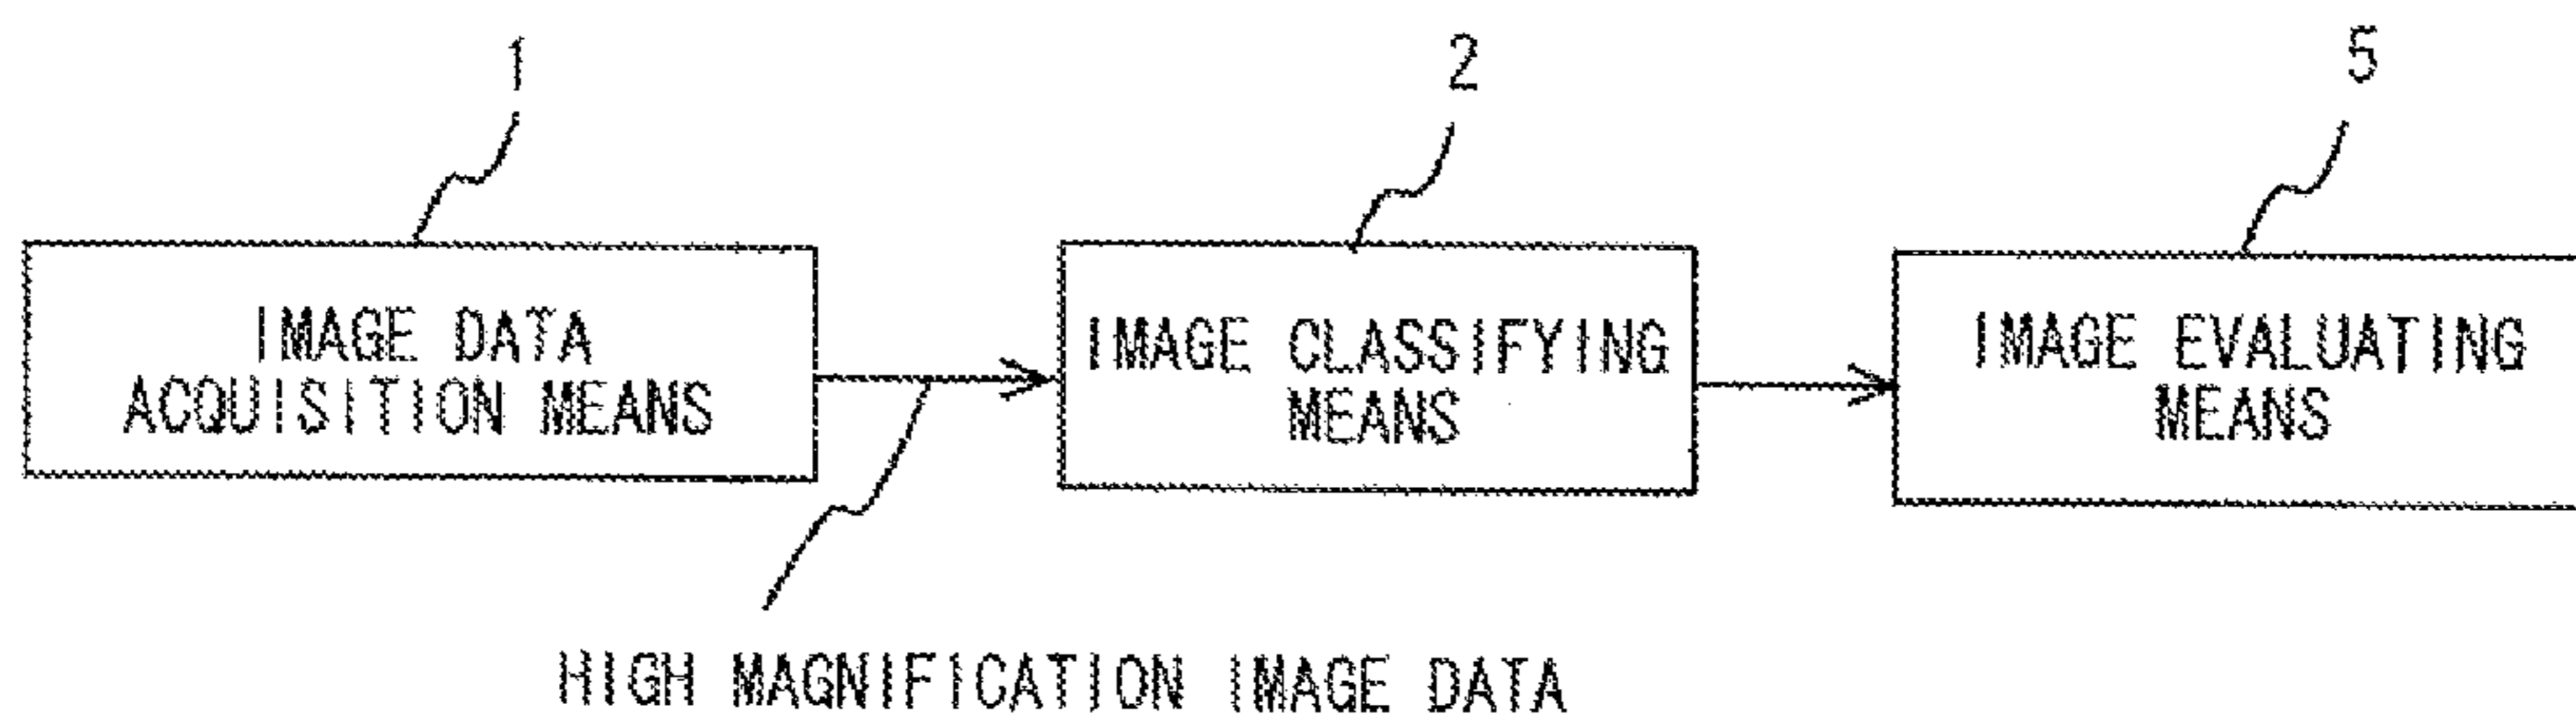 1
2
5
IMAGE DATA
ACQUISITION MEANS
IMAGE CLASSIFYING
MEANS
IMAGE EVALUATING
MEANS
HIGH MAGNIFICATION IMAGE DATA